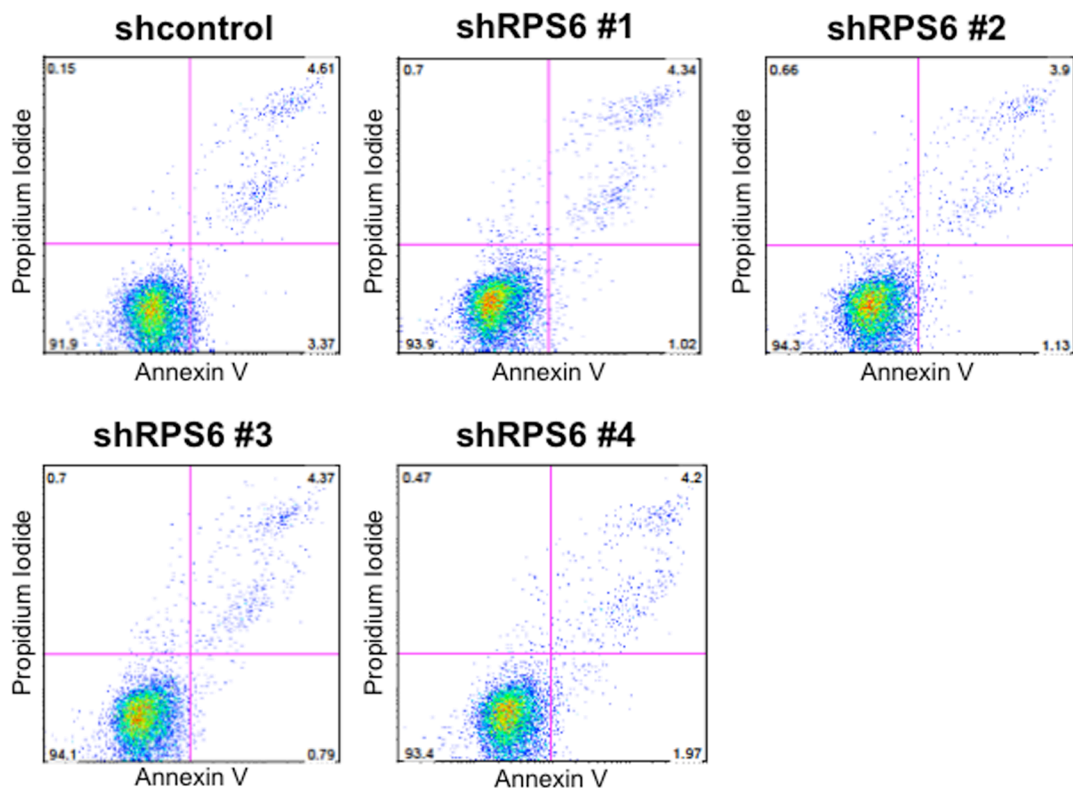 shcontrol
0.15
4.61
Propidium Iodide
91.9
3.37
Annexin V
shRPS6 #1
0.7
4.34
Propidium Iodide
93.9
1.02
Annexin V
shRPS6 #2
0.66
3.9
Propidium Iodide
94.3
1.13
Annexin V
shRPS6 #3
0.7
4.37
Propidium Iodide
94.1
0.79
Annexin V
shRPS6 #4
0.47
4.2
Propidium Iodide
93.4
1.97
Annexin V